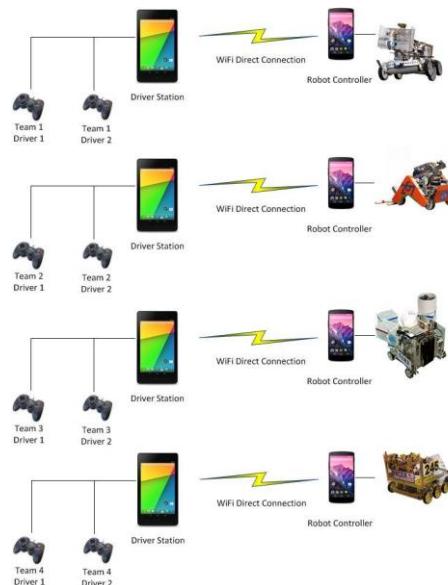 WiFi Direct Connection
Robot Controller
Driver Station
Team 1
Driver 1
Team 1
Driver 2
WiFi Direct Connection
Robot Controller
Driver Station
Team 2
Driver 1
Team 2
Driver 2
WiFi Direct Connection
Robot Controller
Driver Station
Team 3
Driver 1
Team 3
Driver 2
WiFi Direct Connection
Robot Controller
Driver Station
Team 4
Driver 1
Team 4
Driver 2